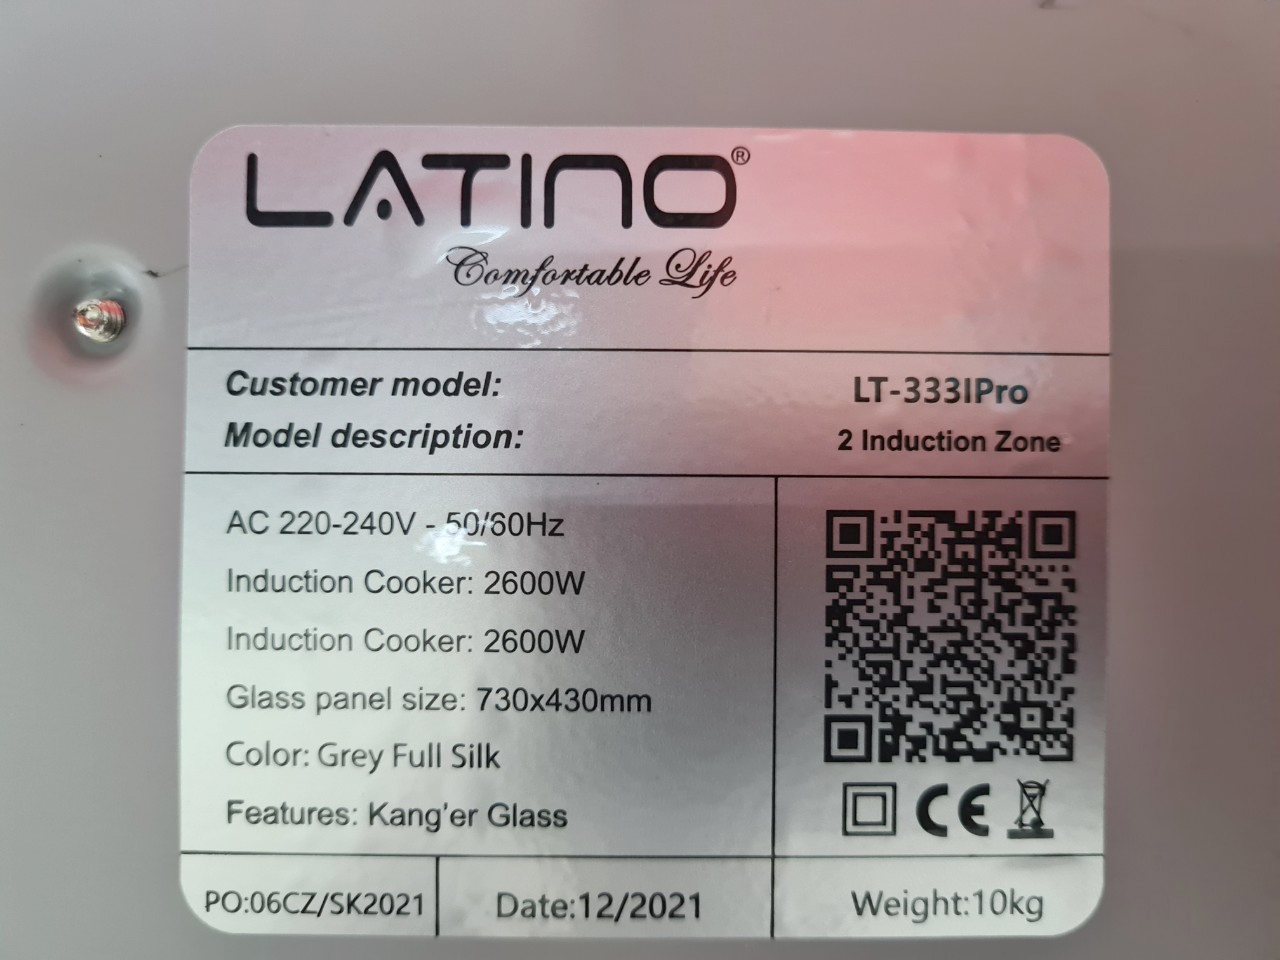 LATINO®
Comfortable Life
Customer model: LT-333IPro
Model description: 2 Induction Zone
AC 220-240V - 50/60Hz
Induction Cooker: 2600W
Induction Cooker: 2600W
Glass panel size: 730x430mm
Color: Grey Full Silk
Features: Kang'er Glass
CE
PO:06CZ/SK2021
Date:12/2021
Weight:10kg